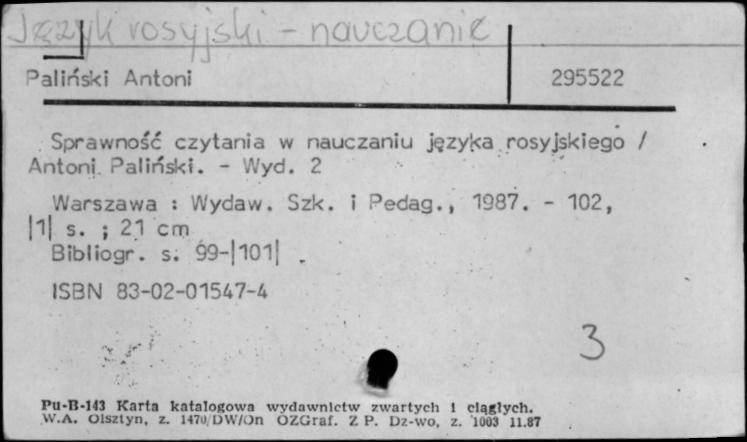 Język rosyjski - nauczanie
Paliński Antoni 295522
Sprawność czytania w nauczaniu języka rosyjskiego /
Antoni Paliński. - Wyd. 2
Warszawa : Wydaw. Szk. i Pedag., 1987. - 102,
|1| s. ; 21 cm
Bibliogr. s. 99-|101|
ISBN 83-02-01547-4
3
Pu-B-143 Karta katalogowa wydawnictw zwartych i ciągłych.
W.A. Olsztyn, z. 1470/DW/On OZGraf. Z P. Dz-wo, z. 1003 11.87